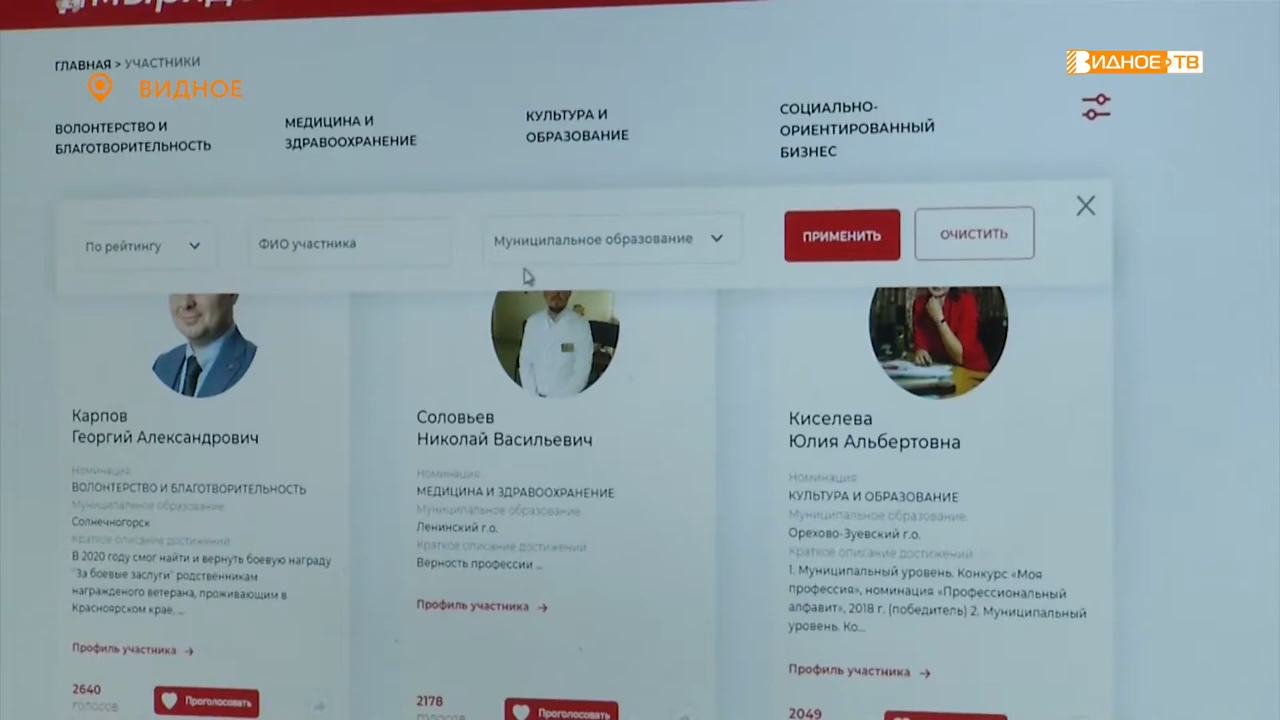 ГЛАВНАЯ > УЧАСТНИКИ
ВИДНОЕ
ВИДНОЕ ТВ
ВОЛОНТЕРСТВО И
БЛАГОТВОРИТЕЛЬНОСТЬ
МЕДИЦИНА И
ЗДРАВООХРАНЕНИЕ
КУЛЬТУРА И
ОБРАЗОВАНИЕ
СОЦИАЛЬНО-
ОРИЕНТИРОВАННЫЙ
БИЗНЕС
По рейтингу
ФИО участника
Муниципальное образование
ПРИМЕНИТЬ
ОЧИСТИТЬ
Карпов
Георгий Александрович
Номинация
ВОЛОНТЕРСТВО И БЛАГОТВОРИТЕЛЬНОСТЬ
Муниципальное образование
Солнечногорск
Краткое описание достижений
В 2020 году смог найти и вернуть боевую награду
"За боевые заслуги" родственникам
награжденого ветерана, проживающим в
Красноярском крае. ...
Профиль участника →
2640
голосов
Проголосовать
Соловьев
Николай Васильевич
Номинация
МЕДИЦИНА И ЗДРАВООХРАНЕНИЕ
Муниципальное образование
Ленинский г.о.
Краткое описание достижений
Верность профессии ...
Профиль участника →
2178
голосов
Проголосовать
Киселева
Юлия Альбертовна
Номинация
КУЛЬТУРА И ОБРАЗОВАНИЕ
Муниципальное образование
Орехово-Зуевский г.о.
Краткое описание достижений
1. Муниципальный уровень. Конкурс «Моя
профессия», номинация «Профессиональный
алфавит», 2018 г. (победитель) 2. Муниципальный
уровень. Ко...
Профиль участника →
2049